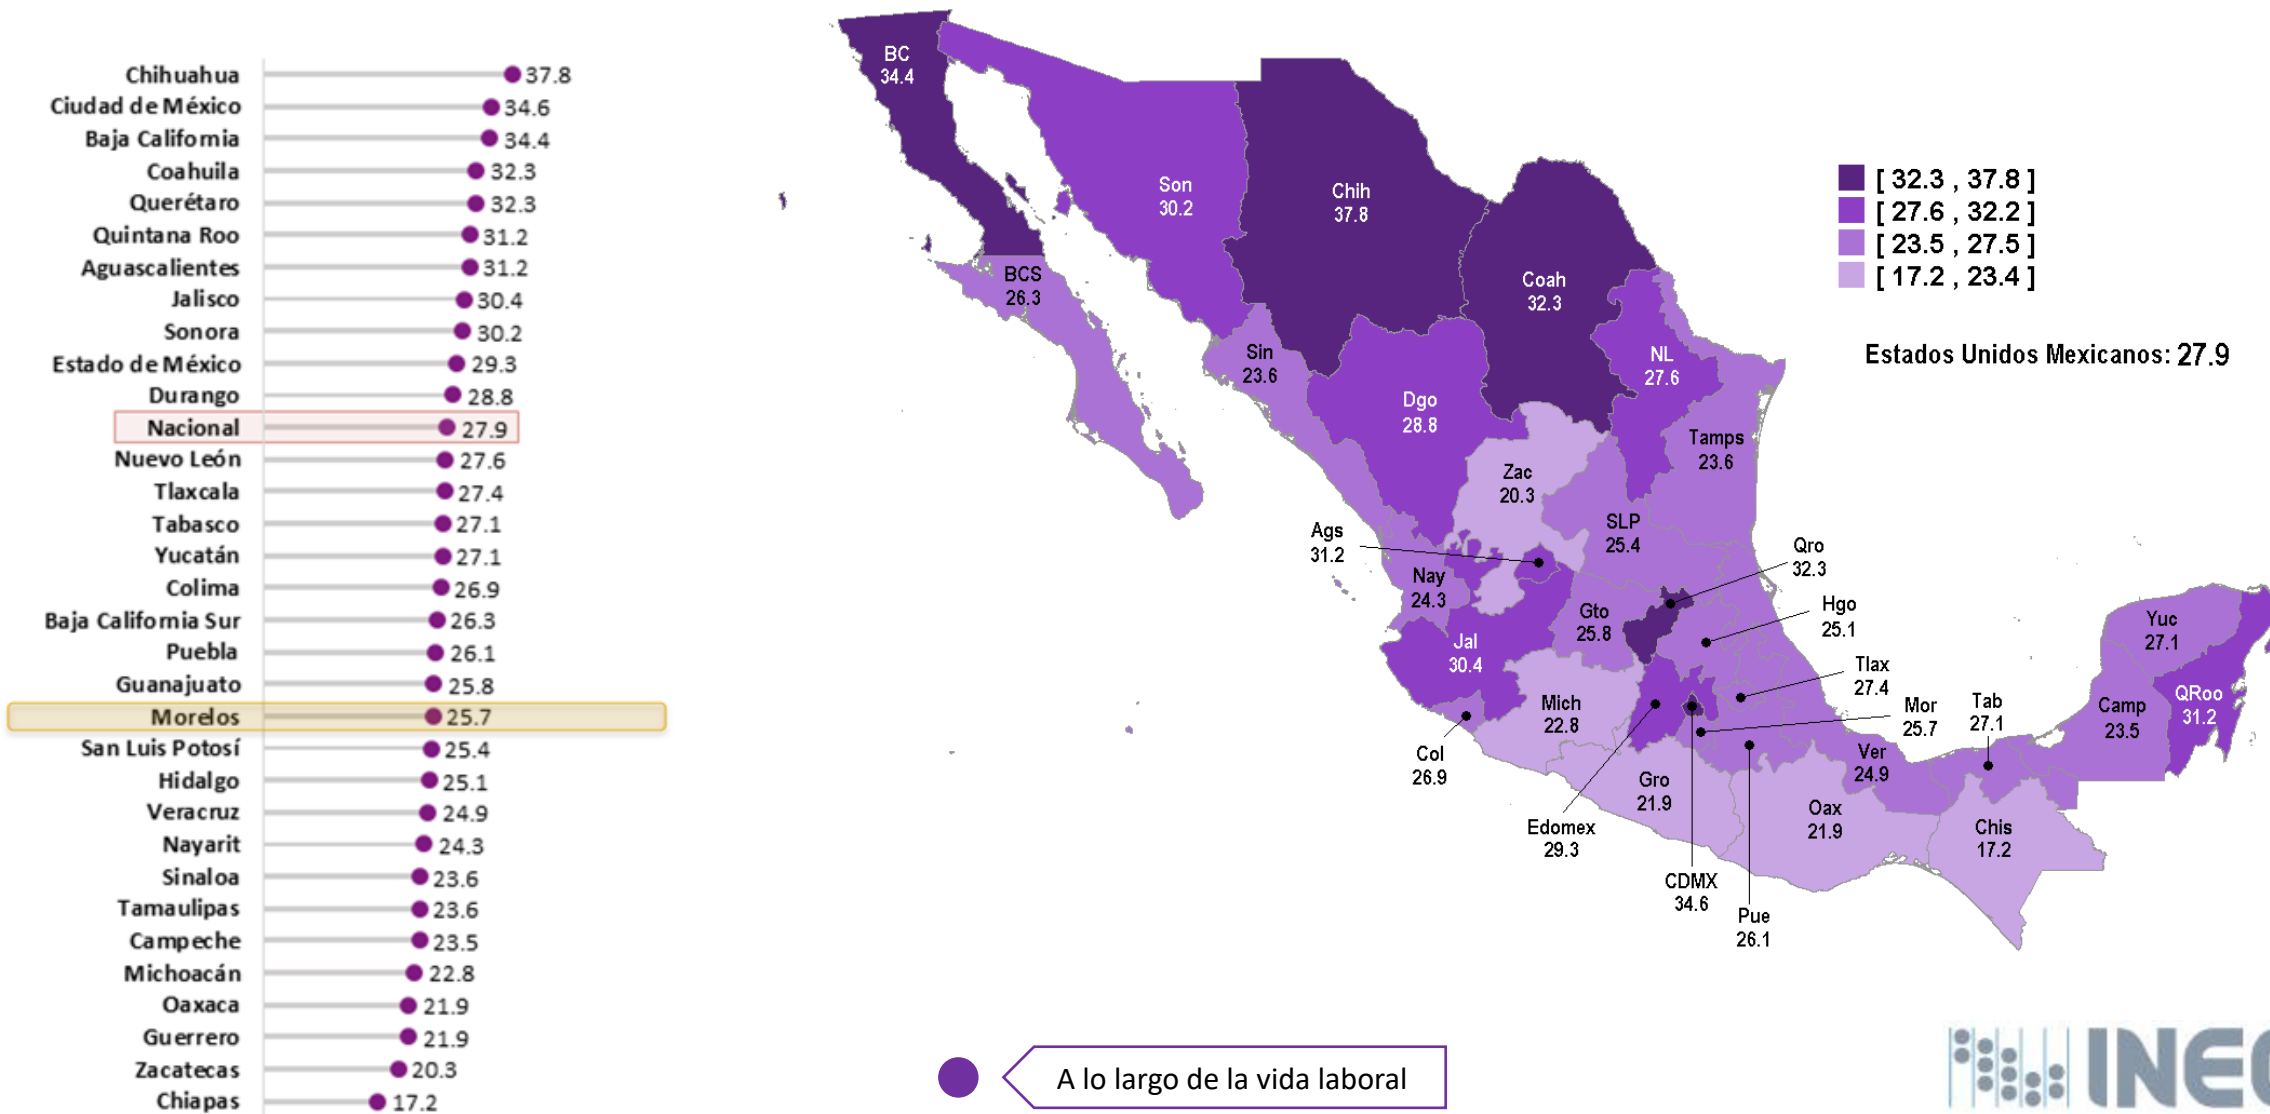 Chihuahua 37.8
Ciudad de México 34.6
Baja California 34.4
Coahuila 32.3
Querétaro 32.3
Quintana Roo 31.2
Aguascalientes 31.2
Jalisco 30.4
Sonora 30.2
Estado de México 29.3
Durango 28.8
Nacional 27.9
Nuevo León 27.6
Tlaxcala 27.4
Tabasco 27.1
Yucatán 27.1
Colima 26.9
Baja California Sur 26.3
Puebla 26.1
Guanajuato 25.8
Morelos 25.7
San Luis Potosí 25.4
Hidalgo 25.1
Veracruz 24.9
Nayarit 24.3
Sinaloa 23.6
Tamaulipas 23.6
Campeche 23.5
Michoacán 22.8
Oaxaca 21.9
Guerrero 21.9
Zacatecas 20.3
Chiapas 17.2
BC
34.4
Son
30.2
Chih
37.8
BCS
26.3
Coah
32.3
Sin
23.6
NL
27.6
Dgo
28.8
Tamps
23.6
Zac
20.3
SLP
25.4
Ags
31.2
Qro
32.3
Nay
24.3
Gto
25.8
Hgo
25.1
Jal
30.4
Tlax
27.4
Yuc
27.1
Mich
22.8
Mor
25.7
Tab
27.1
Camp
23.5
QRoo
31.2
Col
26.9
Ver
24.9
Gro
21.9
Oax
21.9
Edomex
29.3
Chis
17.2
CDMX
34.6
Pue
26.1
[ 32.3 , 37.8 ]
[ 27.6 , 32.2 ]
[ 23.5 , 27.5 ]
[ 17.2 , 23.4 ]
Estados Unidos Mexicanos: 27.9
A lo largo de la vida laboral
INEG